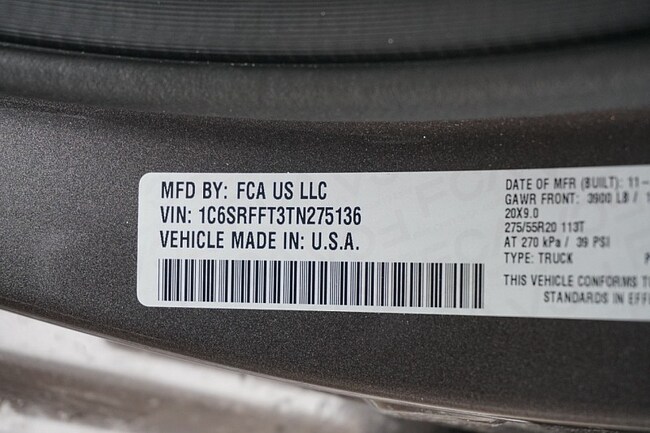 MFD BY: FCA US LLC
VIN: 1C6SRFFT3TN275136
VEHICLE MADE IN: U.S.A.
DATE OF MFR (BUILT): 11-
GAWR FRONT: 3900 LB /
20X9.0
275/55R20 113T
AT 270 kPa / 39 PSI
TYPE: TRUCK
THIS VEHICLE CONFORMS
STANDARDS IN